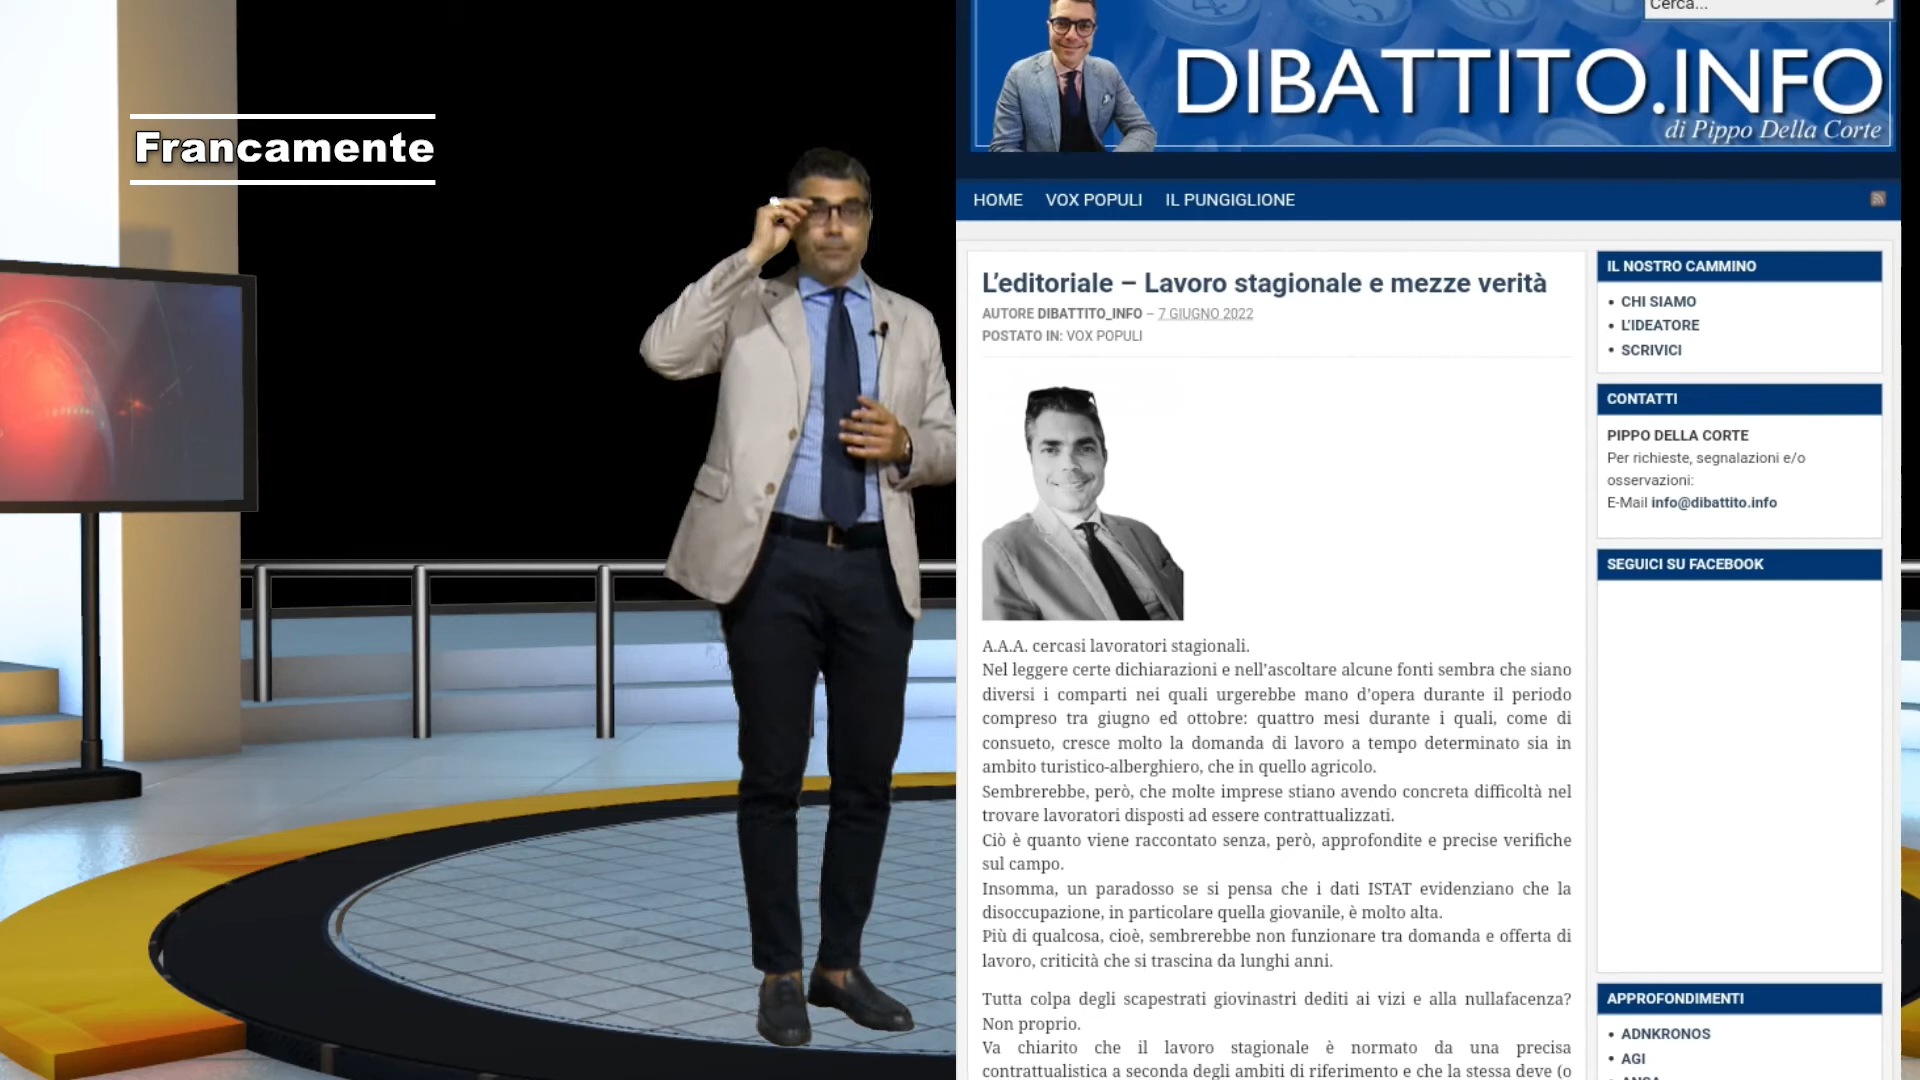 Francamente
Cerca...
DIBATTITO.INFO
di Pippo Della Corte
HOME VOX POPULI IL PUNGIGLIONE
L'editoriale – Lavoro stagionale e mezze verità
AUTORE DIBATTITO_INFO – 7 GIUGNO 2022
POSTATO IN: VOX POPULI
A.A.A. cercasi lavoratori stagionali.
Nel leggere certe dichiarazioni e nell'ascoltare alcune fonti sembra che siano
diversi i comparti nei quali urgerebbe mano d'opera durante il periodo
compreso tra giugno ed ottobre: quattro mesi durante i quali, come di
consueto, cresce molto la domanda di lavoro a tempo determinato sia in
ambito turistico-alberghiero, che in quello agricolo.
Sembrerebbe, però, che molte imprese stiano avendo concreta difficoltà nel
trovare lavoratori disposti ad essere contrattualizzati.
Ciò è quanto viene raccontato senza, però, approfondite e precise verifiche
sul campo.
Insomma, un paradosso se si pensa che i dati ISTAT evidenziano che la
disoccupazione, in particolare quella giovanile, è molto alta.
Più di qualcosa, cioè, sembrerebbe non funzionare tra domanda e offerta di
lavoro, criticità che si trascina da lunghi anni.
Tutta colpa degli scapestrati giovinastri dediti ai vizi e alla nullafacenza?
Non proprio.
Va chiarito che il lavoro stagionale è normato da una precisa
contrattualistica a seconda degli ambiti di riferimento e che la stessa deve (o
IL NOSTRO CAMMINO
• CHI SIAMO
• L'IDEATORE
• SCRIVICI
CONTATTI
PIPPO DELLA CORTE
Per richieste, segnalazioni e/o
osservazioni:
E-Mail info@dibattito.info
SEGUICI SU FACEBOOK
APPROFONDIMENTI
• ADNKRONOS
• AGI